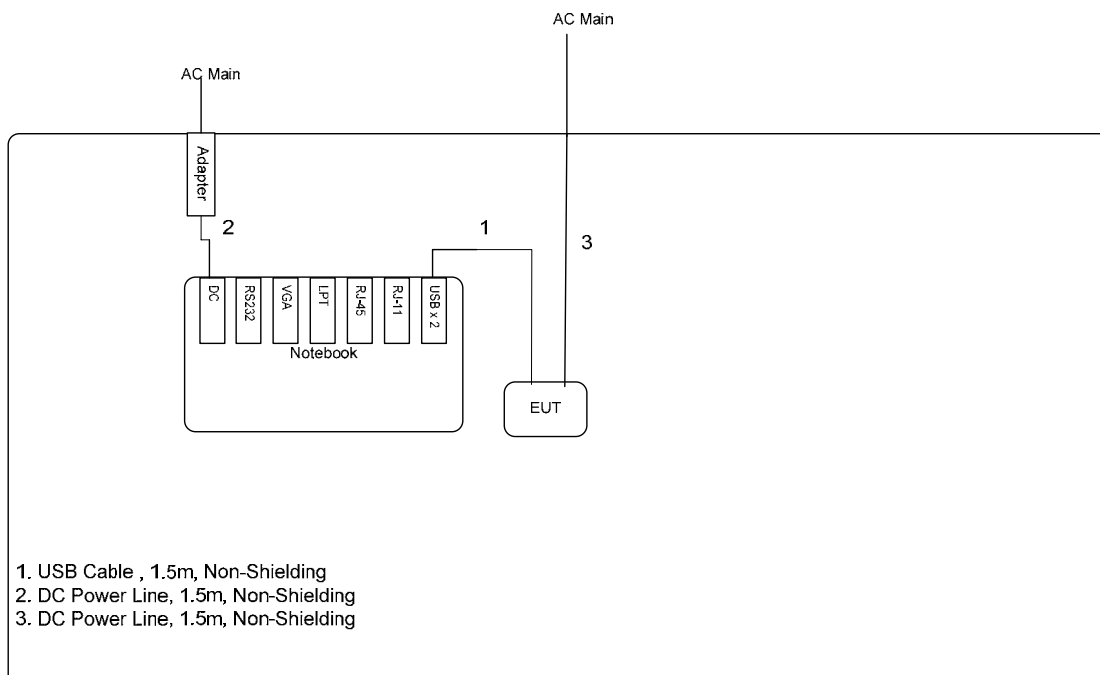 AC Main
AC Main
Adapter
2
1
3
DC
RS232
VGA
LPT
RJ-45
RJ-11
USB x 2
Notebook
EUT
1. USB Cable , 1.5m, Non-Shielding
2. DC Power Line, 1.5m, Non-Shielding
3. DC Power Line, 1.5m, Non-Shielding